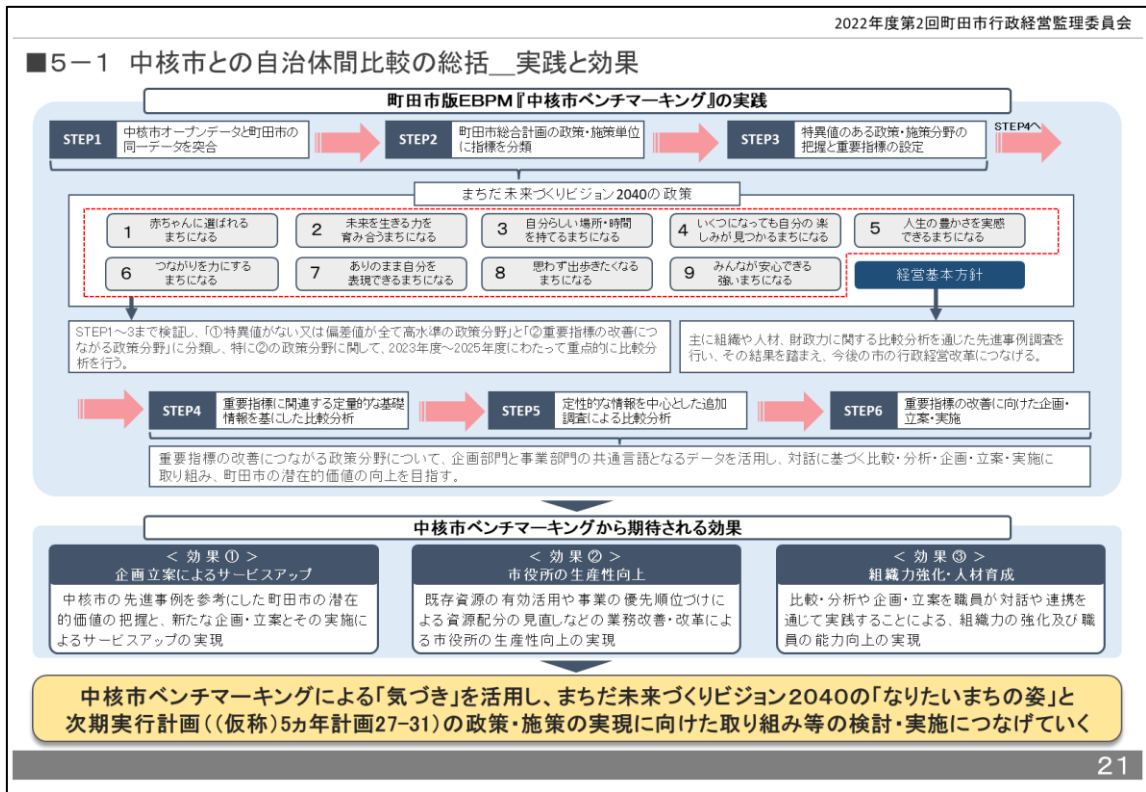 2022年度第2回町田市行政経営監理委員会
■5－1 中核市との自治体間比較の総括__実践と効果
町田市版EBPM『中核市ベンチマーキング』の実践
STEP1
中核市オープンデータと町田市の
同一データを突合
STEP2
町田市総合計画の政策・施策単位
に指標を分類
STEP3
特異値のある政策・施策分野の
把握と重要指標の設定
STEP4へ
まちだ未来づくりビジョン2040の政策
1 赤ちゃんに選ばれる
まちになる
2 未来を生きる力を
育み合うまちになる
3 自分らしい場所・時間
を持てるまちになる
4 いくつになっても自分の楽
しみが見つかるまちになる
5 人生の豊かさを実感
できるまちになる
6 つながりを力にする
まちになる
7 ありのまま自分を
表現できるまちになる
8 思わず出歩きたくなる
まちになる
9 みんなが安心できる
強いまちになる
経営基本方針
STEP1～3まで検証し、「①特異値がない又は偏差値が全て高水準の政策分野」と「②重要指標の改善につ
ながる政策分野」に分類し、特に②の政策分野に関して、2023年度～2025年度にわたって重点的に比較分
析を行う。
主に組織や人材、財政力に関する比較分析を通じた先進事例調査を
行い、その結果を踏まえ、今後の市の行政経営改革につなげる。
STEP4
重要指標に関連する定量的な基礎
情報を基にした比較分析
STEP5
定性的な情報を中心とした追加
調査による比較分析
STEP6
重要指標の改善に向けた企画・
立案・実施
重要指標の改善につながる政策分野について、企画部門と事業部門の共通言語となるデータを活用し、対話に基づく比較・分析・企画・立案・実施に
取り組み、町田市の潜在的価値の向上を目指す。
中核市ベンチマーキングから期待される効果
＜効果①＞
企画立案によるサービスアップ
中核市の先進事例を参考にした町田市の潜在
的価値の把握と、新たな企画・立案とその実施に
よるサービスアップの実現
＜効果②＞
市役所の生産性向上
既存資源の有効活用や事業の優先順位づけに
よる資源配分の見直しなどの業務改善・改革によ
る市役所の生産性向上の実現
＜効果③＞
組織力強化・人材育成
比較・分析や企画・立案を職員が対話や連携を
通じて実践することによる、組織力の強化及び職
員の能力向上の実現
中核市ベンチマーキングによる「気づき」を活用し、まちだ未来づくりビジョン2040の「なりたいまちの姿」と
次期実行計画((仮称)5ヵ年計画27-31)の政策・施策の実現に向けた取り組み等の検討・実施につなげていく
21